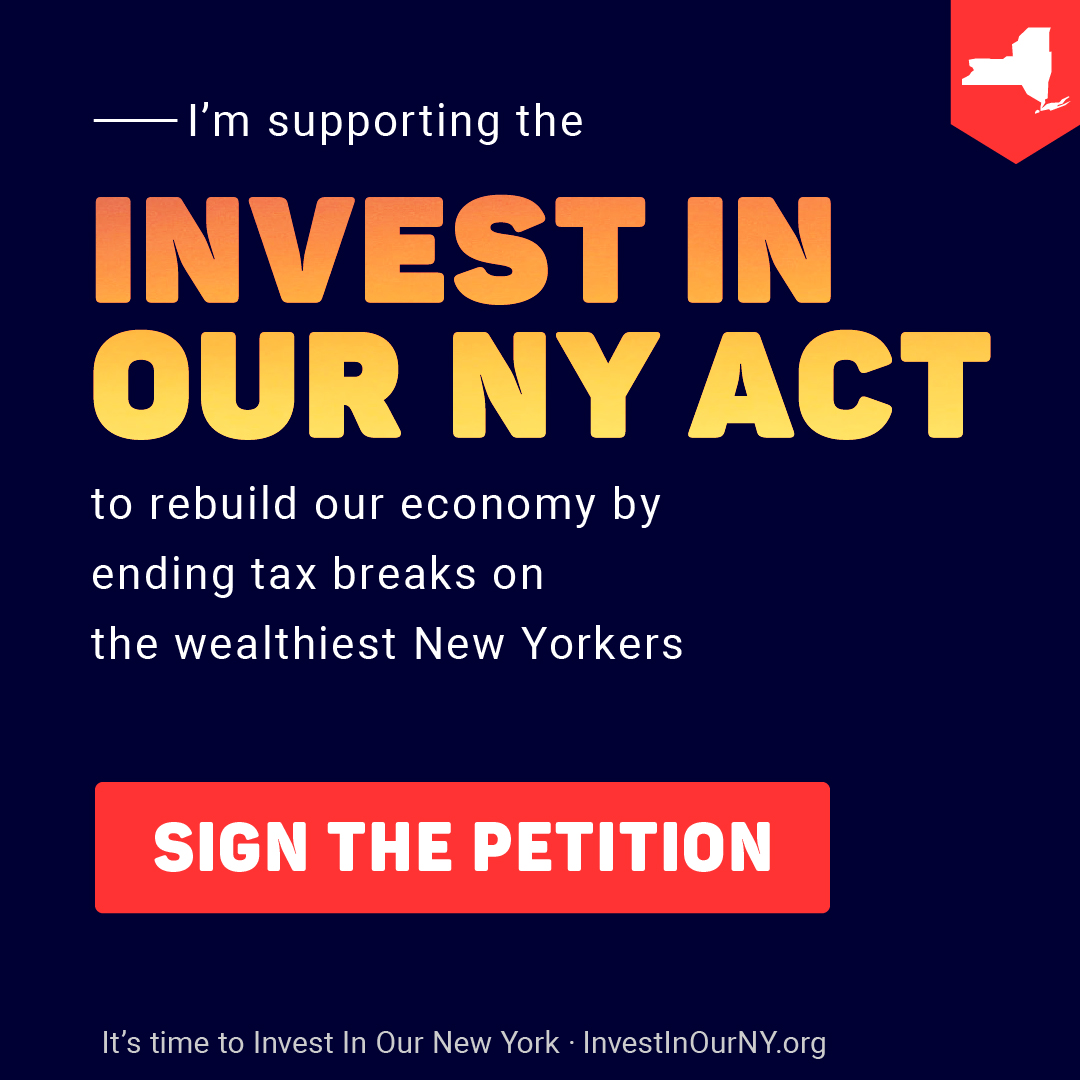 I’m supporting the
INVEST IN
OUR NY ACT
to rebuild our economy by
ending tax breaks on
the wealthiest New Yorkers
SIGN THE PETITION
It’s time to Invest In Our New York · InvestInOurNY.org